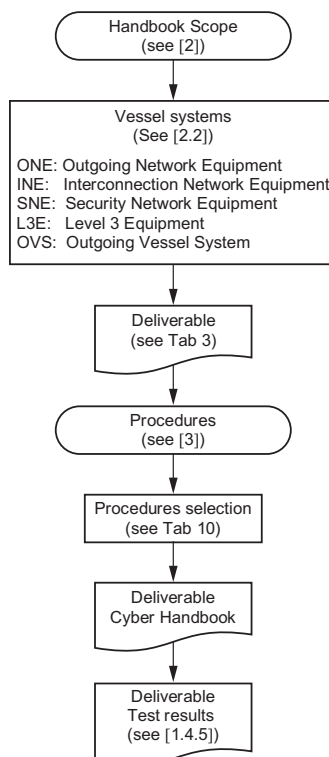 Handbook Scope
(see [2])
Vessel systems
(See [2.2])
ONE: Outgoing Network Equipment
INE: Interconnection Network Equipment
SNE: Security Network Equipment
L3E: Level 3 Equipment
OVS: Outgoing Vessel System
Deliverable
(see Tab 3)
Procedures
(see [3])
Procedures selection
(see Tab 10)
Deliverable
Cyber Handbook
Deliverable
Test results
(see [1.4.5])